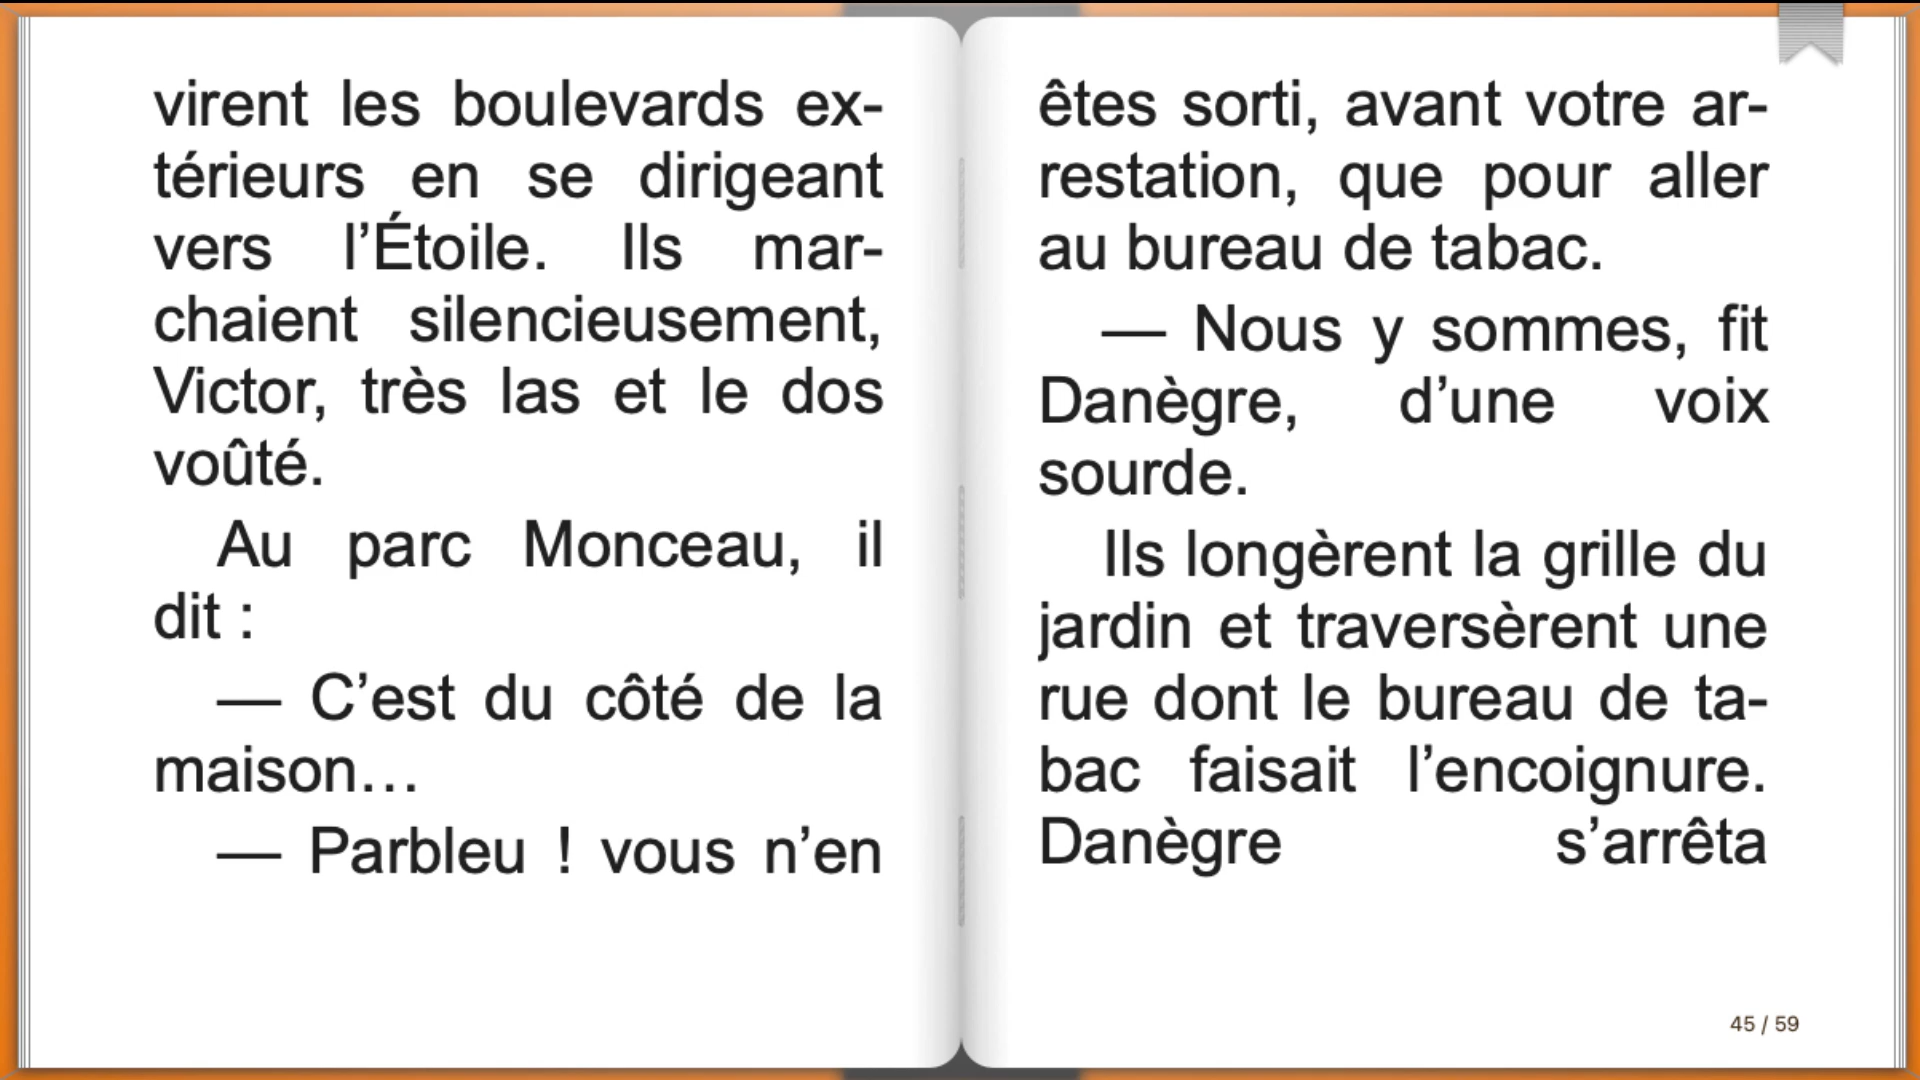 virent les boulevards ex-
térieurs en se dirigeant
vers l’Étoile. Ils mar-
chaient silencieusement,
Victor, très las et le dos
voûté.
Au parc Monceau, il
dit :
— C’est du côté de la
maison…
— Parbleu ! vous n’en
êtes sorti, avant votre ar-
restation, que pour aller
au bureau de tabac.
— Nous y sommes, fit
Danègre, d’une voix
sourde.
Ils longèrent la grille du
jardin et traversèrent une
rue dont le bureau de ta-
bac faisait l’encoignure.
Danègre s’arrêta
45 / 59